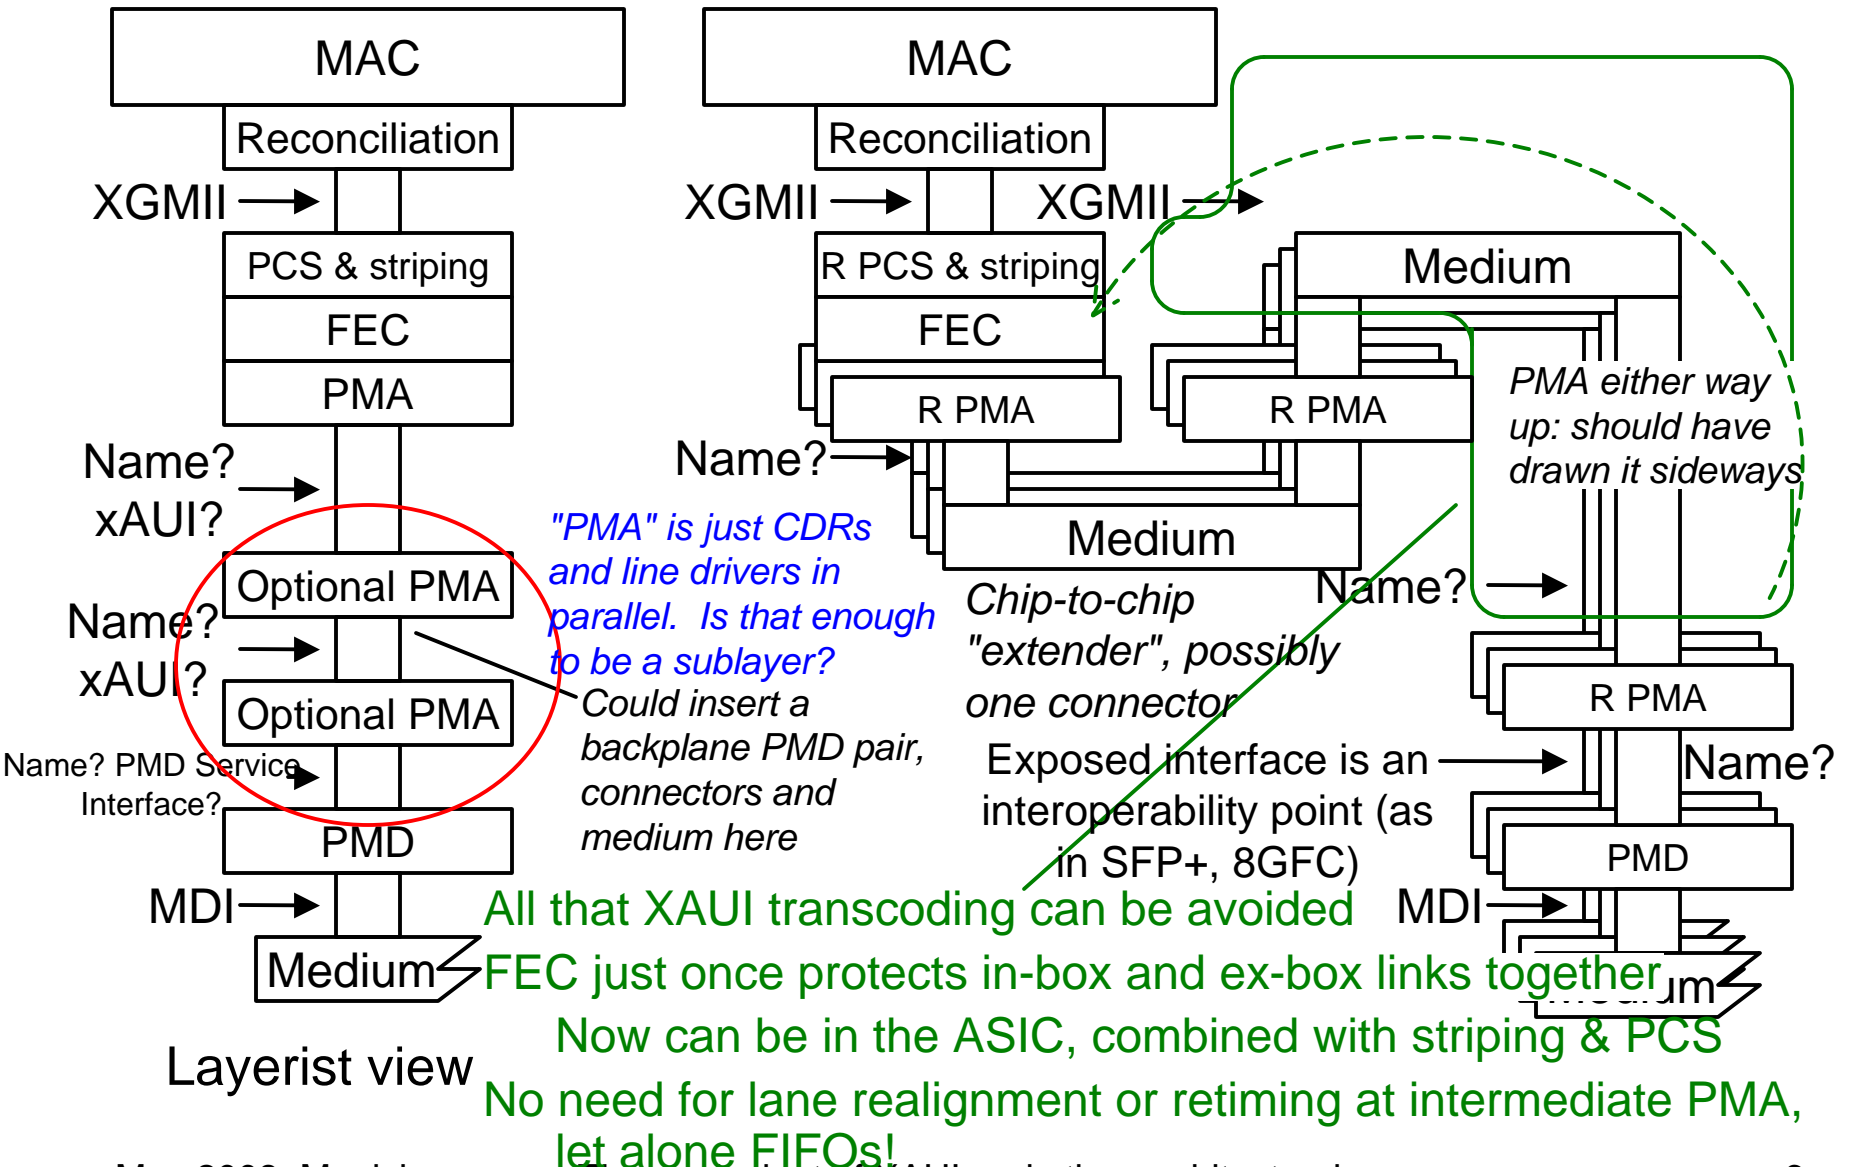 MAC
Reconciliation
XGMII
PCS & striping
FEC
PMA
Name?
xAUI?
Optional PMA
Name?
xAUI?
Optional PMA
Name? PMD Service
Interface?
PMD
MDI
Medium
Layerist view
"PMA" is just CDRs
and line drivers in
parallel. Is that enough
to be a sublayer?
Could insert a
backplane PMD pair,
connectors and
medium here
MAC
Reconciliation
XGMII
XGMII
R PCS & striping
FEC
R PMA
Name?
Medium
R PMA
Medium
PMA either way
up: should have
drawn it sideways
Chip-to-chip
"extender", possibly
one connector
Name?
R PMA
Exposed interface is an
interoperability point (as
in SFP+, 8GFC)
Name?
PMD
MDI
All that XAUI transcoding can be avoided
FEC just once protects in-box and ex-box links together
Now can be in the ASIC, combined with striping & PCS
No need for lane realignment or retiming at intermediate PMA,
let alone FIFOs!